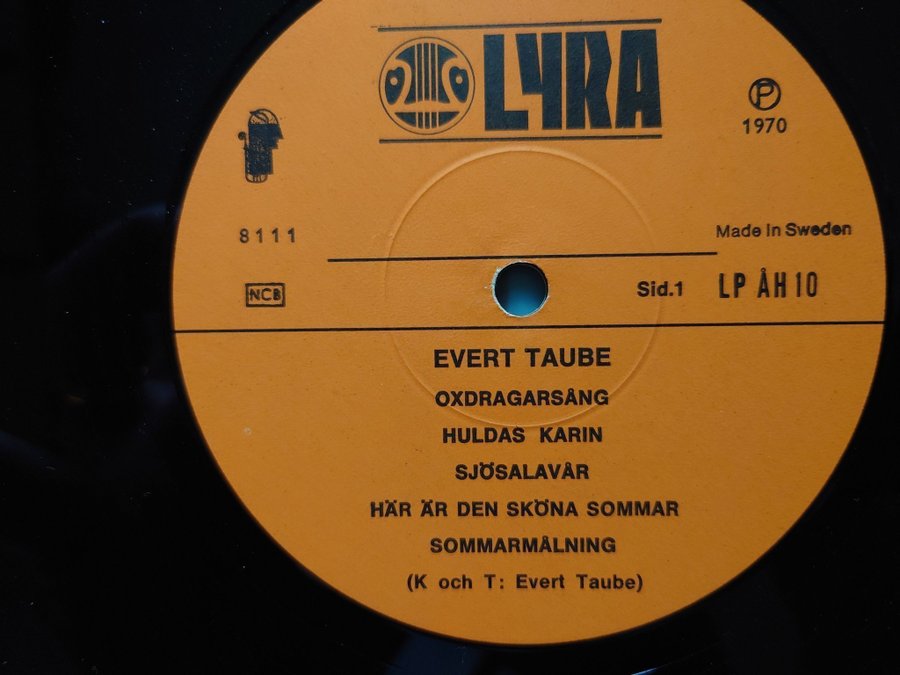 LYRA
℗
1970
8111
Made in Sweden
NCB
Sid.1 LP ÅH 10
EVERT TAUBE
OXDRAGARSÅNG
HULDAS KARIN
SJÖSALAVÅR
HÄR ÄR DEN SKÖNA SOMMAR
SOMMARMÅLNING
(K och T: Evert Taube)